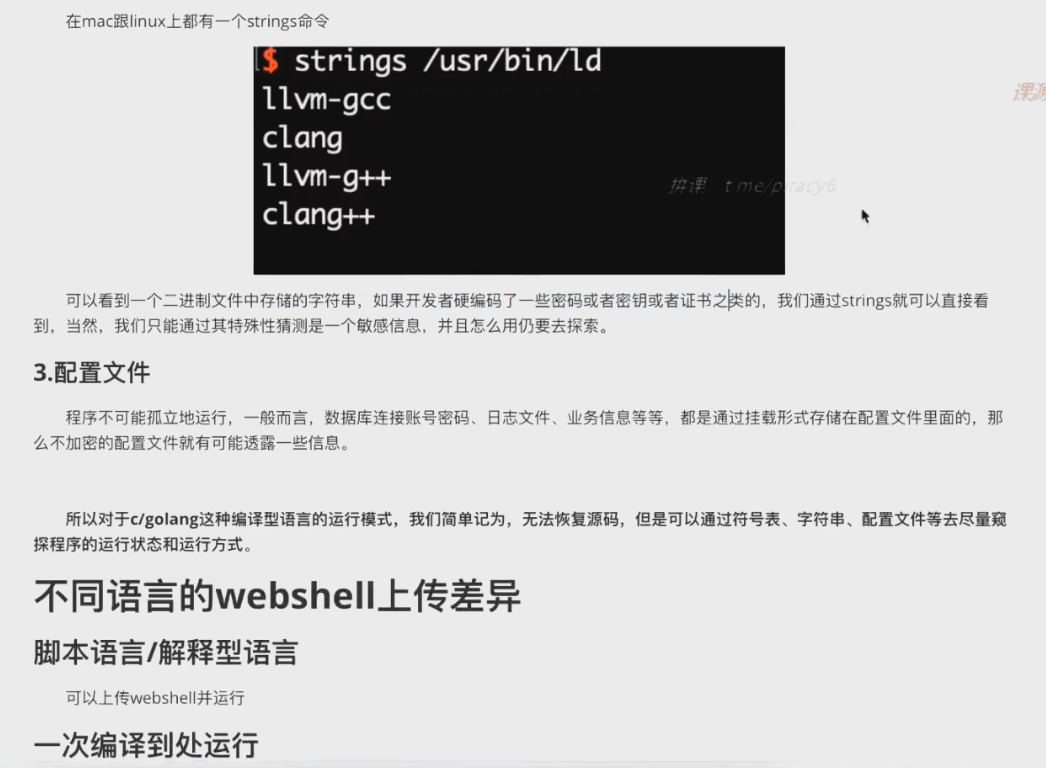 在mac跟linux上都有一个strings命令
$ strings /usr/bin/ld
llvm-gcc
课源
clang
llvm-g++
拼课 t.me/piracy6
clang++
可以看到一个二进制文件中存储的字符串，如果开发者硬编码了一些密码或者密钥或者证书之类的，我们通过strings就可以直接看
到，当然，我们只能通过其特殊性猜测是一个敏感信息，并且怎么用仍要去探索。
3.配置文件
程序不可能孤立地运行，一般而言，数据库连接账号密码、日志文件、业务信息等等，都是通过挂载形式存储在配置文件里面的，那
么不加密的配置文件就有可能透露一些信息。
所以对于c/golang这种编译型语言的运行模式，我们简单记为，无法恢复源码，但是可以通过符号表、字符串、配置文件等去尽量窥
探程序的运行状态和运行方式。
不同语言的webshell上传差异
脚本语言/解释型语言
可以上传webshell并运行
一次编译到处运行